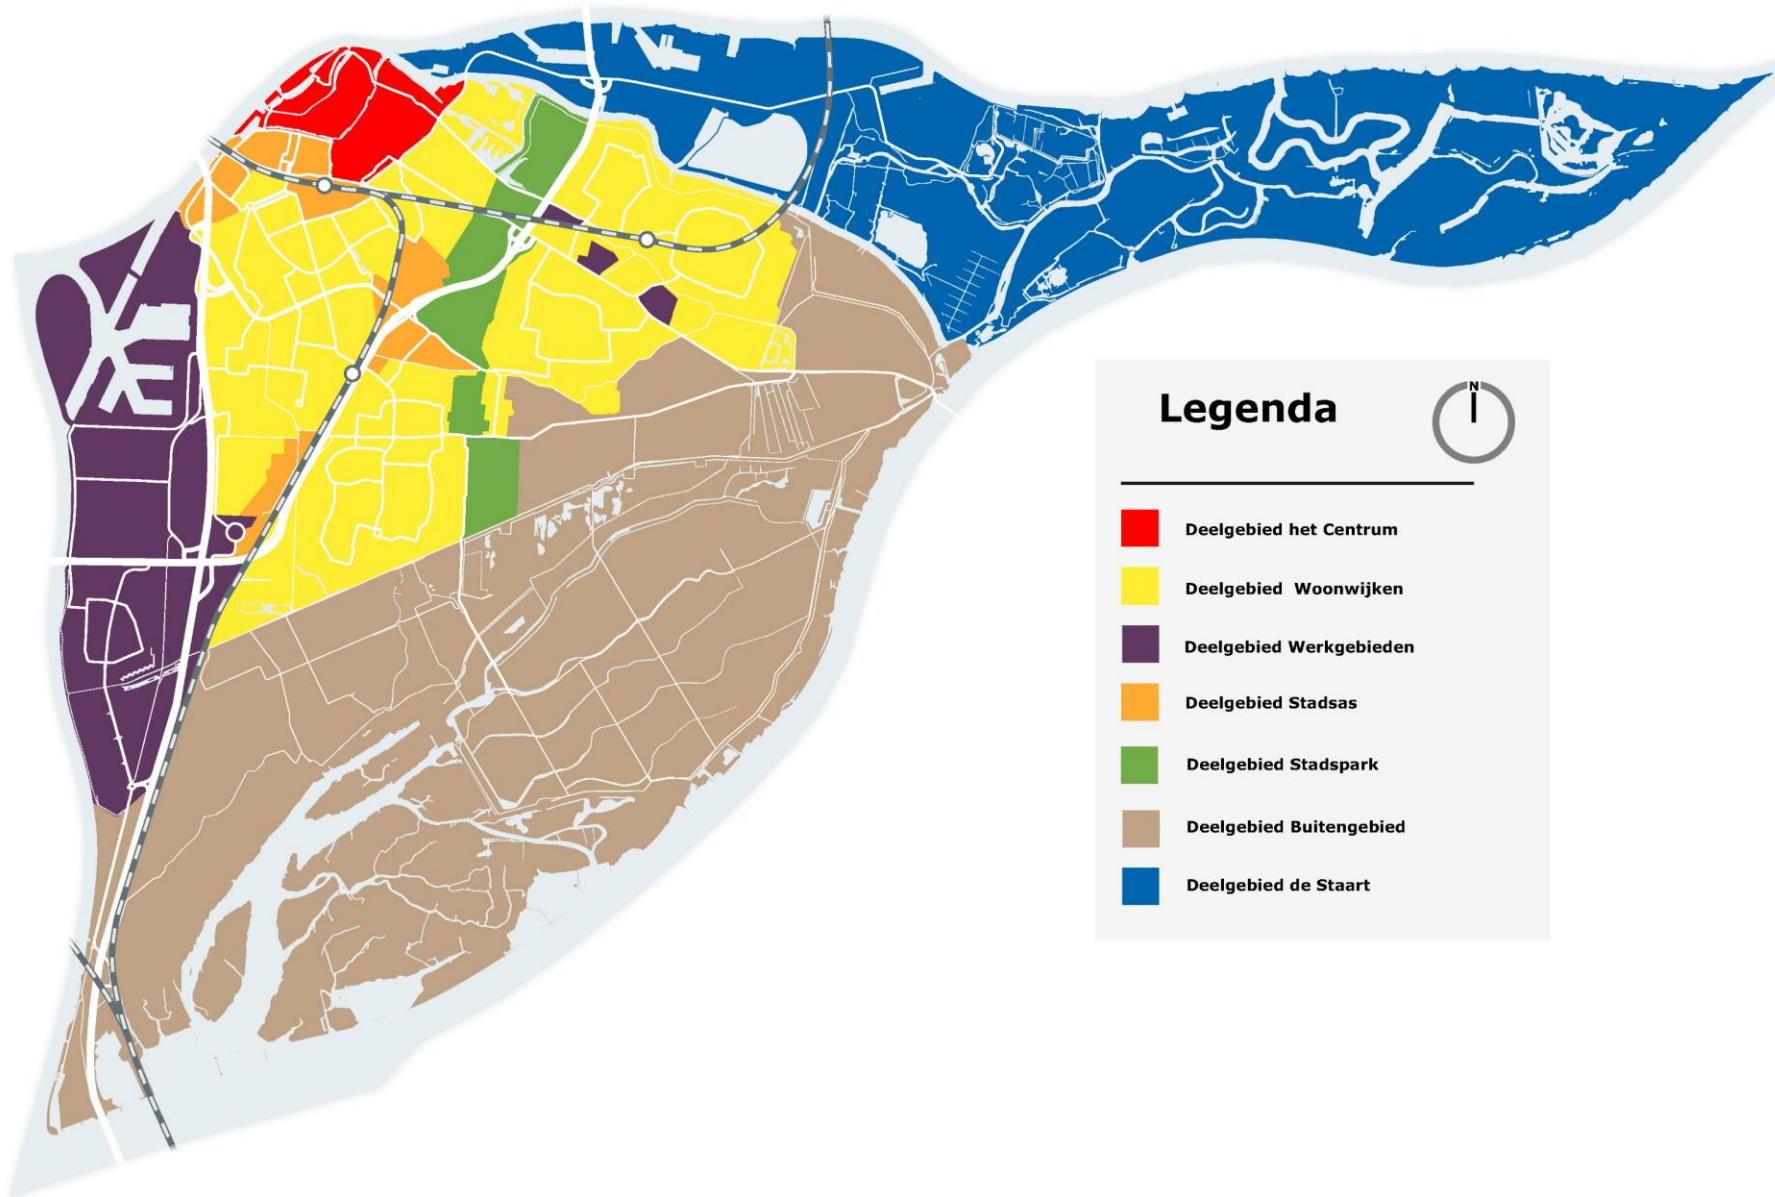 Legenda
N
Deelgebied het Centrum
Deelgebied Woonwijken
Deelgebied Werkgebieden
Deelgebied Stadsas
Deelgebied Stadspark
Deelgebied Buitengebied
Deelgebied de Staart